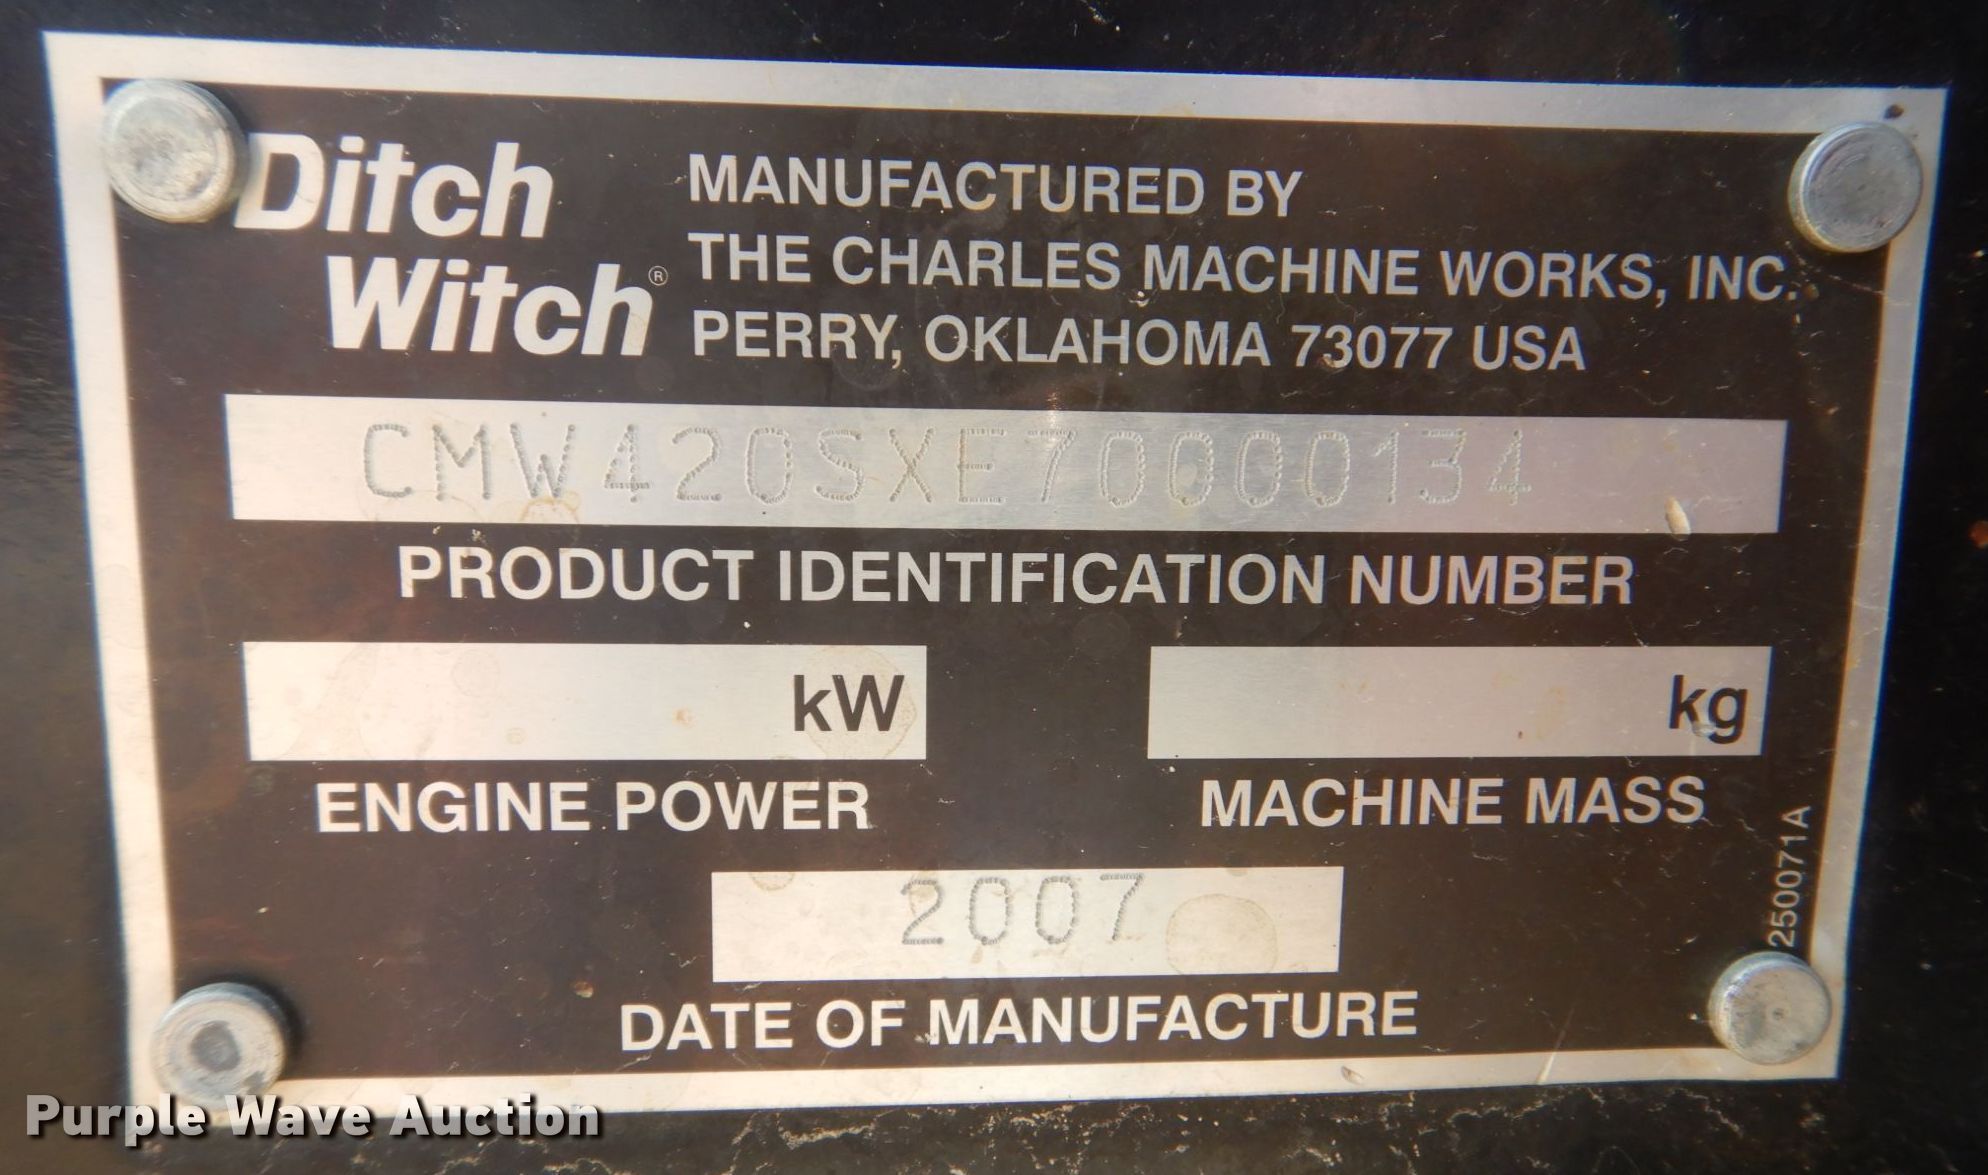 Ditch
Witch®
MANUFACTURED BY
THE CHARLES MACHINE WORKS, INC.
PERRY, OKLAHOMA 73077 USA
CMW420SXE70000134
PRODUCT IDENTIFICATION NUMBER
kW
kg
ENGINE POWER
MACHINE MASS
250071A
2007
DATE OF MANUFACTURE
Purple Wave Auction